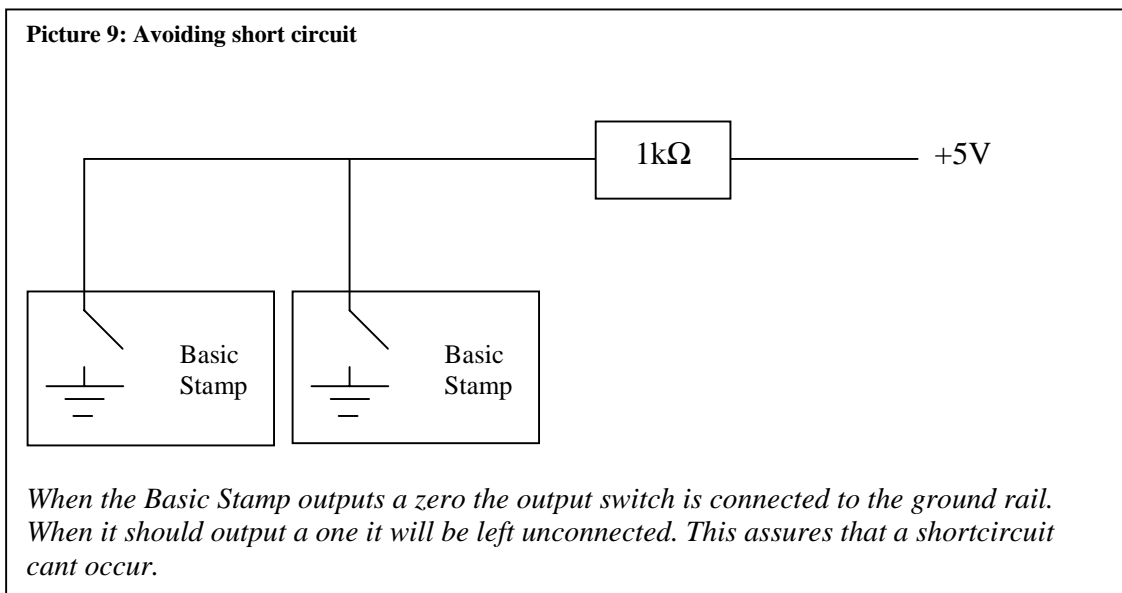 Picture 9: Avoiding short circuit
1kΩ
+5V
Basic
Stamp
Basic
Stamp
When the Basic Stamp outputs a zero the output switch is connected to the ground rail.
When it should output a one it will be left unconnected. This assures that a shortcircuit
cant occur.